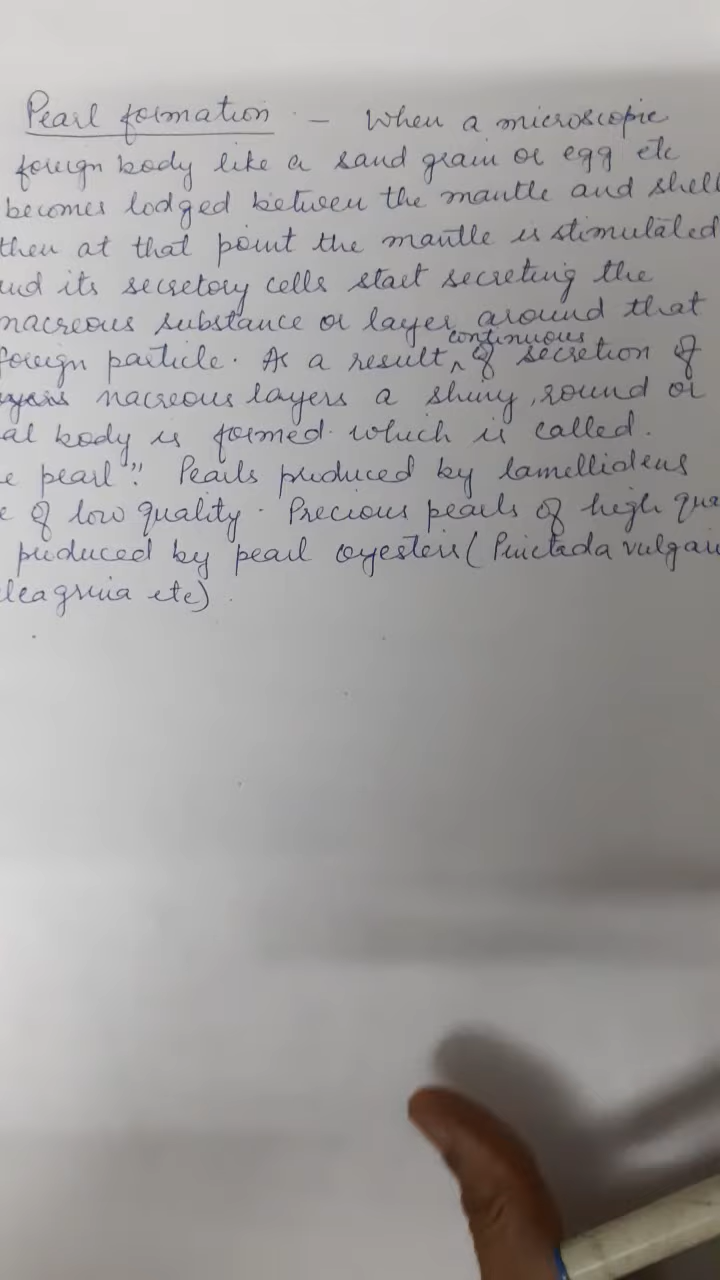 Pearl formation - When a microscopic
foreign body like a sand grain or egg etc
becomes lodged between the mantle and shell
then at that point the mantle is stimulated
and its secretory cells start secreting the
nacreous substance or layer around that
foreign particle. As a result ^ continuous of secretion of
nacreous layers a shiny, round or
al body is formed which is called.
e pearl". Pearls produced by lamellidens
e of low quality. Precious pearls of high qua
produced by pearl oyesters (Pinctada vulgari
eleagrina etc).